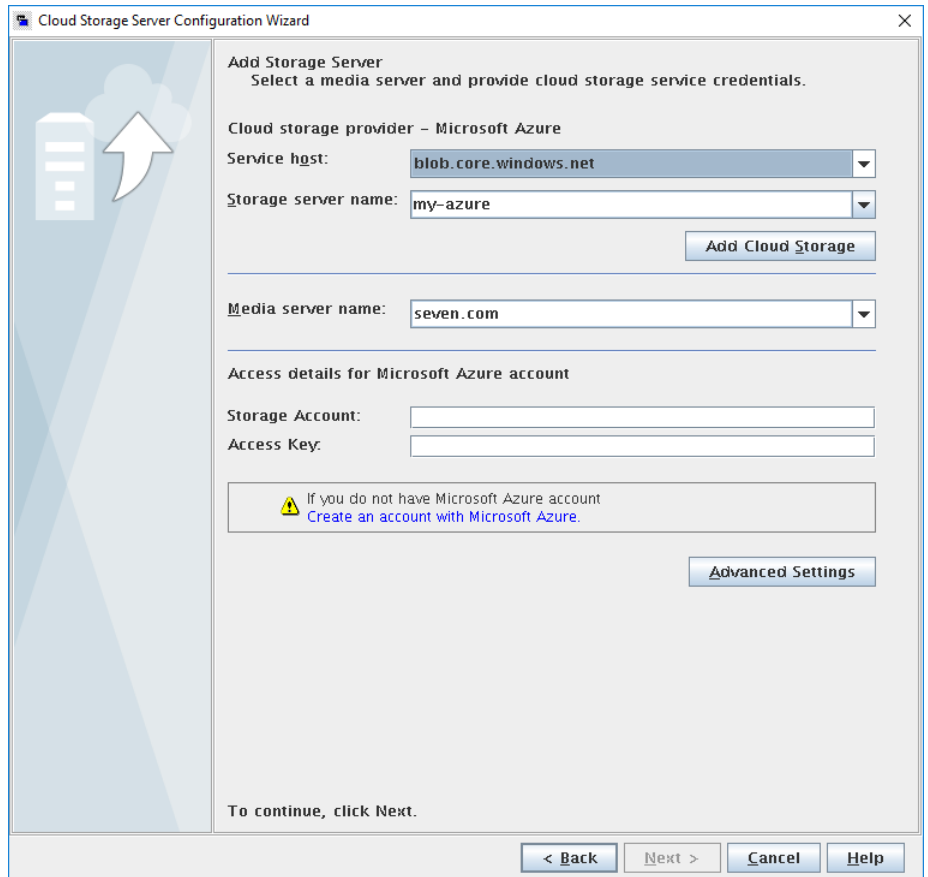 Cloud Storage Server Configuration Wizard
Add Storage Server
Select a media server and provide cloud storage service credentials.
Cloud storage provider – Microsoft Azure
Service host: blob.core.windows.net
Storage server name: my-azure
Add Cloud Storage
Media server name: seven.com
Access details for Microsoft Azure account
Storage Account:
Access Key:
If you do not have Microsoft Azure account
Create an account with Microsoft Azure.
Advanced Settings
To continue, click Next.
< Back Next > Cancel Help